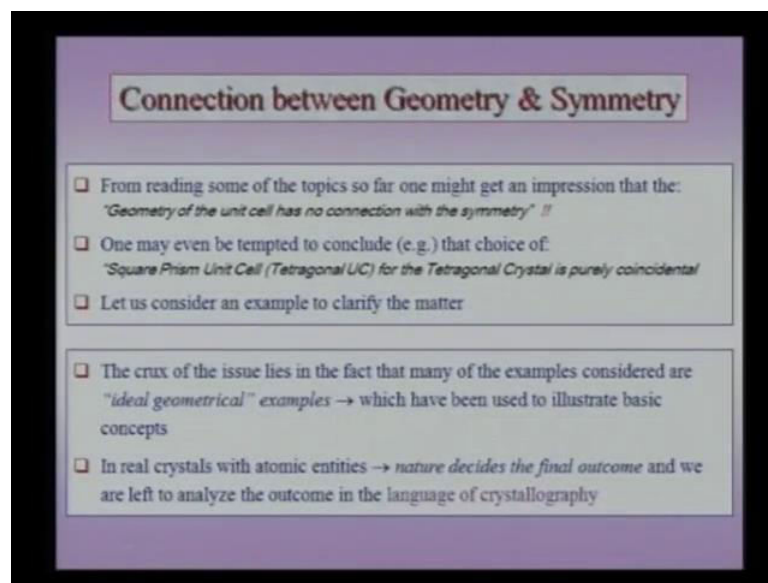 Connection between Geometry & Symmetry
❑ From reading some of the topics so far one might get an impression that the:
"Geometry of the unit cell has no connection with the symmetry" !!
❑ One may even be tempted to conclude (e.g.) that choice of:
"Square Prism Unit Cell (Tetragonal UC) for the Tetragonal Crystal is purely coincidental
❑ Let us consider an example to clarify the matter
❑ The crux of the issue lies in the fact that many of the examples considered are
"ideal geometrical" examples → which have been used to illustrate basic
concepts
❑ In real crystals with atomic entities → nature decides the final outcome and we
are left to analyze the outcome in the language of crystallography